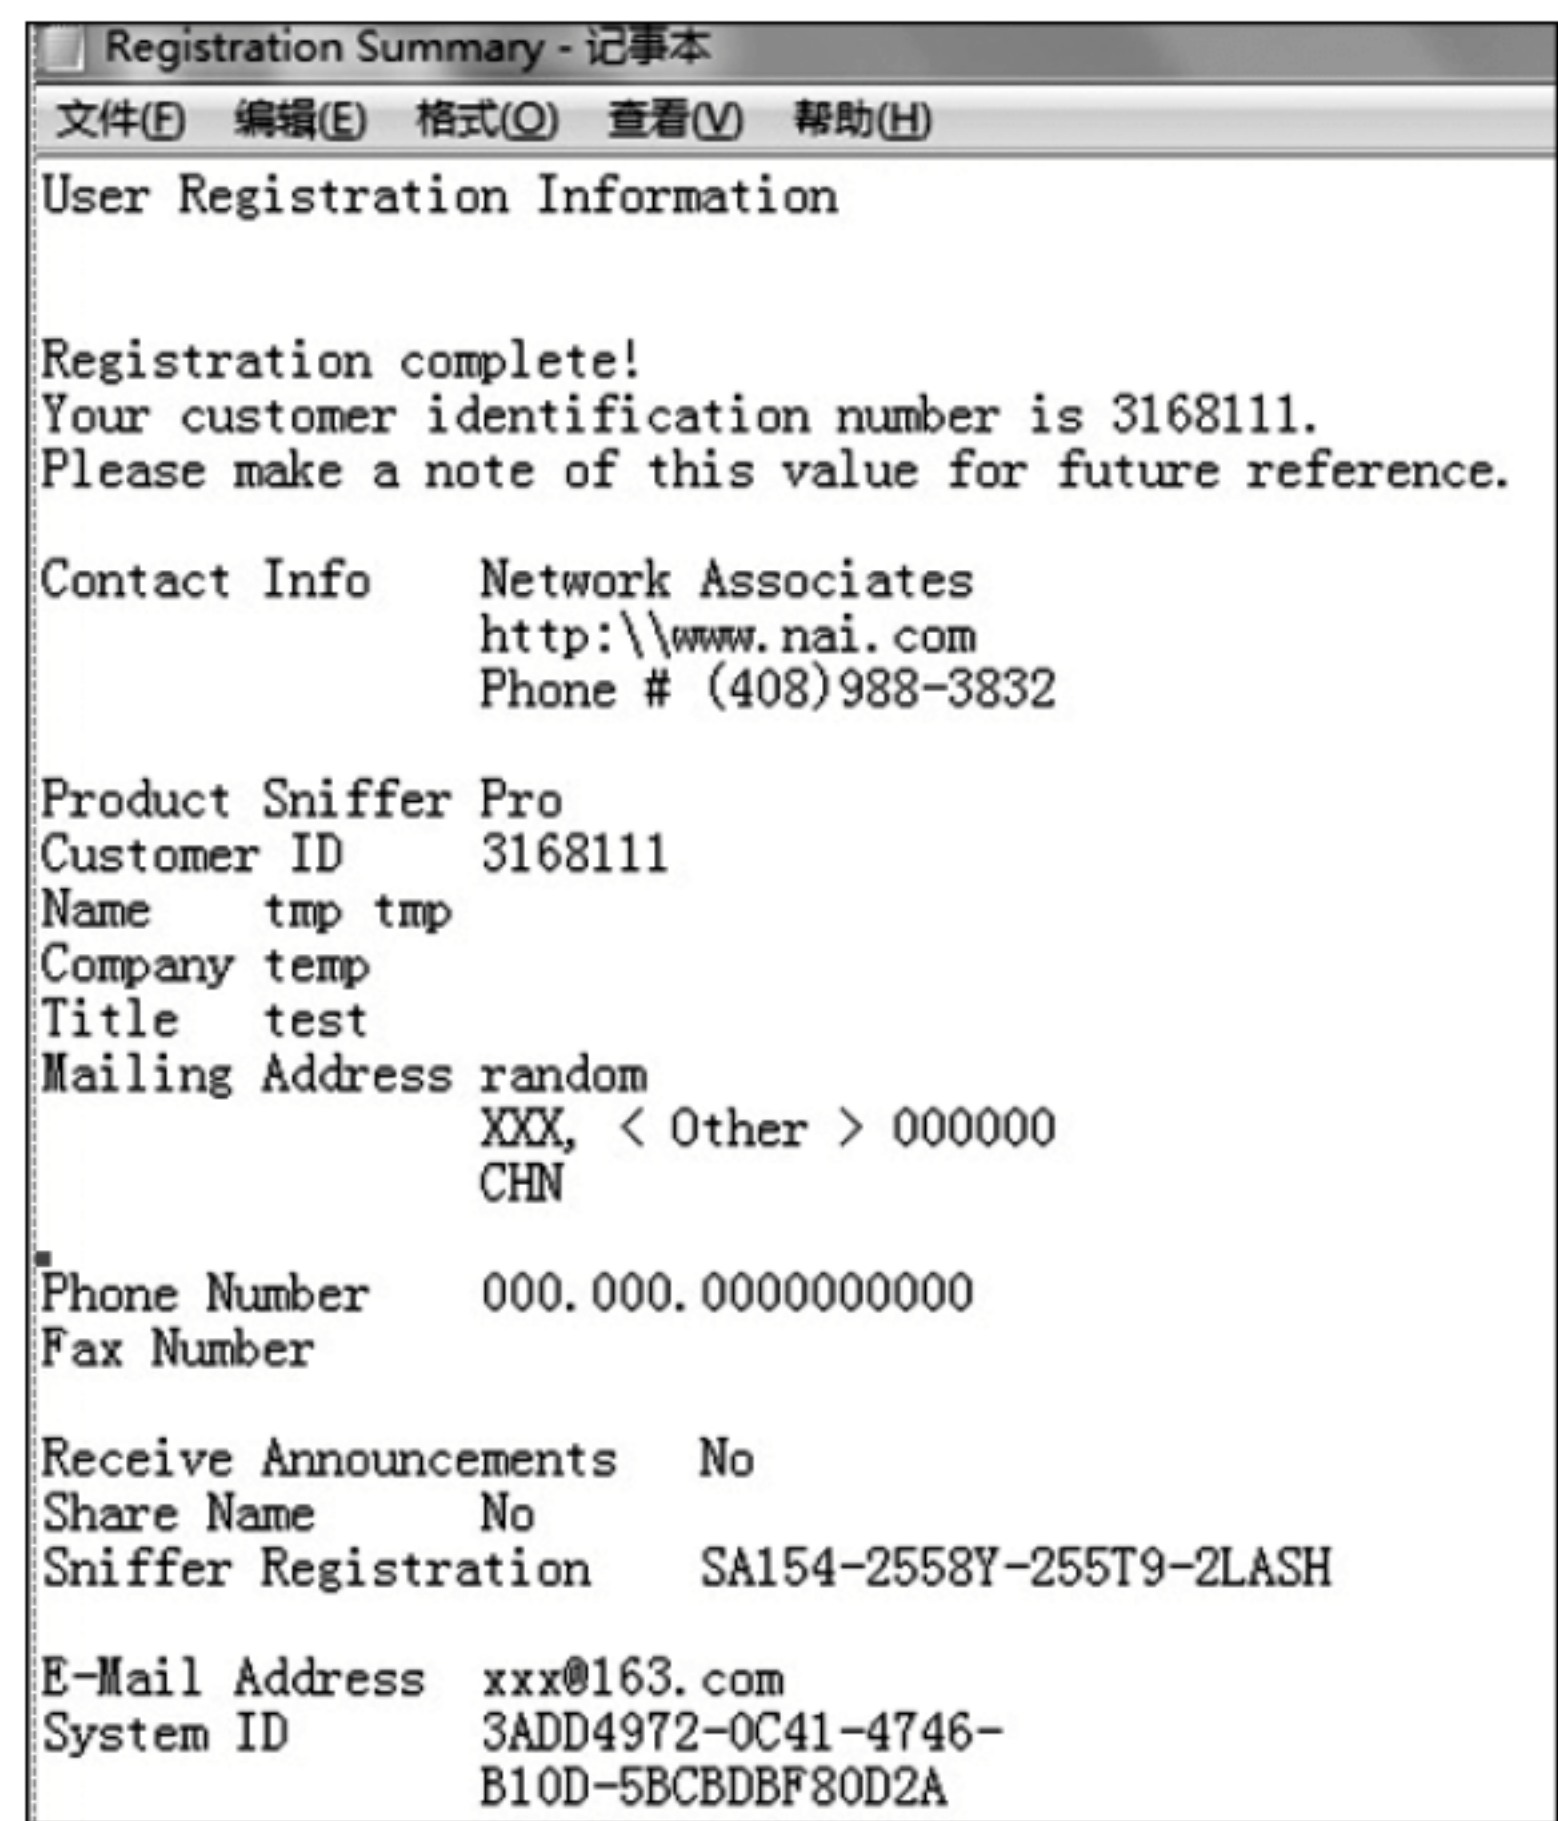 Registration Summary - 记事本
文件(F) 编辑(E) 格式(O) 查看(V) 帮助(H)
User Registration Information
Registration complete!
Your customer identification number is 3168111.
Please make a note of this value for future reference.
Contact Info Network Associates
http:\\www.nai.com
Phone # (408)988-3832
Product Sniffer Pro
Customer ID 3168111
Name tmp tmp
Company temp
Title test
Mailing Address random
XXX, < Other > 000000
CHN
Phone Number 000.000.0000000000
Fax Number
Receive Announcements No
Share Name No
Sniffer Registration SA154-2558Y-255T9-2LASH
E-Mail Address xxx@163.com
System ID 3ADD4972-0C41-4746-
B10D-5BCBDBF80D2A